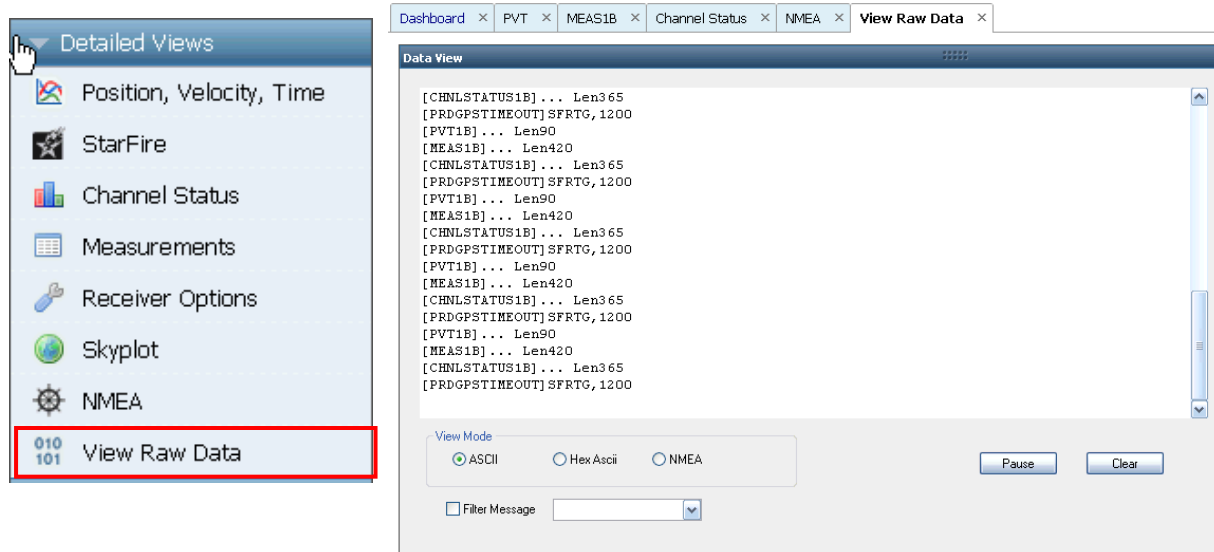 Detailed Views
Position, Velocity, Time
StarFire
Channel Status
Measurements
Receiver Options
Skyplot
NMEA
010
101
View Raw Data
Dashboard × PVT × MEAS1B × Channel Status × NMEA × View Raw Data ×
Data View
[CHNLSTATUS1B]... Len365
[PRDGPSTIMEOUT]SFRTG,1200
[PVT1B]... Len90
[MEAS1B]... Len420
[CHNLSTATUS1B]... Len365
[PRDGPSTIMEOUT]SFRTG,1200
[PVT1B]... Len90
[MEAS1B]... Len420
[CHNLSTATUS1B]... Len365
[PRDGPSTIMEOUT]SFRTG,1200
[PVT1B]... Len90
[MEAS1B]... Len420
[CHNLSTATUS1B]... Len365
[PRDGPSTIMEOUT]SFRTG,1200
[PVT1B]... Len90
[MEAS1B]... Len420
[CHNLSTATUS1B]... Len365
[PRDGPSTIMEOUT]SFRTG,1200
View Mode
ASCII Hex Ascii NMEA
Pause Clear
Filter Message